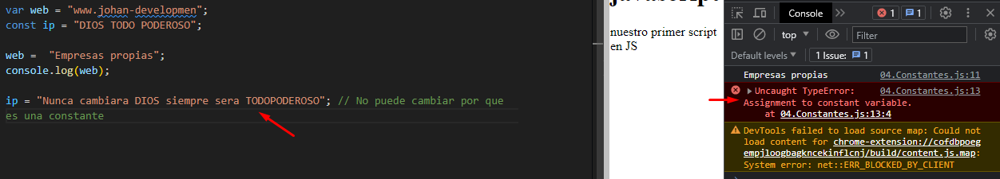 var web = "www.johan-developmen";
const ip = "DIOS TODO PODEROSO";
web =  "Empresas propias";
console.log(web);
ip = "Nunca cambiara DIOS siempre sera TODOPODEROSO"; // No puede cambiar por que
es una constante
nuestro primer script
en JS
Console
1
1
top
Filter
Default levels
1 Issue: 1
Empresas propias 04.Constantes.js:11
Uncaught TypeError: 04.Constantes.js:13
Assignment to constant variable.
at 04.Constantes.js:13:4
DevTools failed to load source map: Could not
load content for chrome-extension://cofdbpoeg
empjloogbagkncekinflcnj/build/content.js.map:
System error: net::ERR_BLOCKED_BY_CLIENT